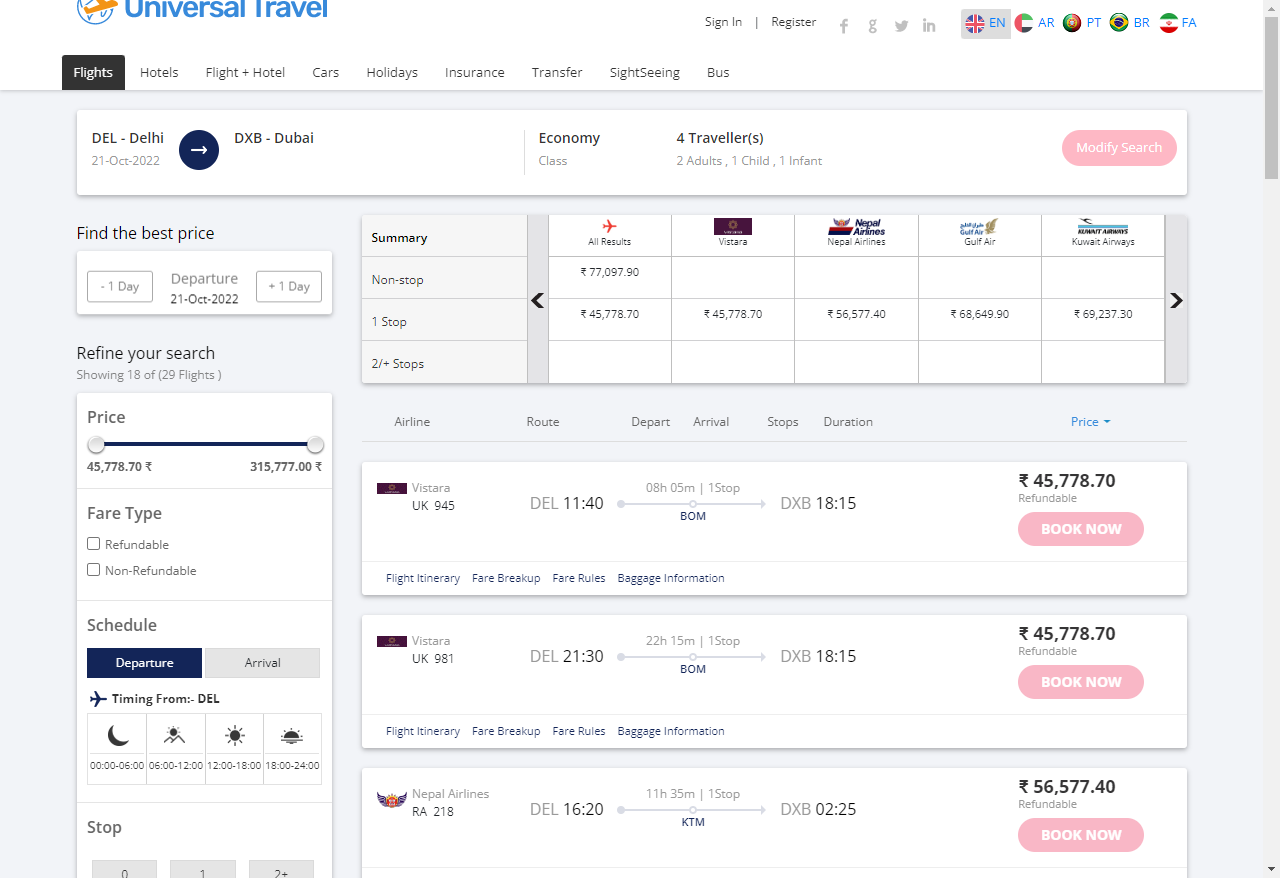 Universal Travel
Sign In | Register
EN AR PT BR FA
Flights Hotels Flight + Hotel Cars Holidays Insurance Transfer SightSeeing Bus
DEL - Delhi
21-Oct-2022
DXB - Dubai
Economy
Class
4 Traveller(s)
2 Adults , 1 Child , 1 Infant
Modify Search
Find the best price
- 1 Day
Departure
21-Oct-2022
+ 1 Day
Refine your search
Showing 18 of (29 Flights )
Price
45,778.70 ₹ 315,777.00 ₹
Fare Type
Refundable
Non-Refundable
Schedule
Departure Arrival
Timing From:- DEL
00:00-06:00 06:00-12:00 12:00-18:00 18:00-24:00
Stop
0 1 2+
Summary
All Results
Vistara
Nepal Airlines
Nepal Airlines
Gulf Air
Gulf Air
KUWAIT AIRWAYS
Kuwait Airways
Non-stop ₹ 77,097.90
1 Stop ₹ 45,778.70 ₹ 45,778.70 ₹ 56,577.40 ₹ 68,649.90 ₹ 69,237.30
2/+ Stops
Airline Route Depart Arrival Stops Duration Price
Vistara
UK 945
DEL 11:40
08h 05m | 1Stop
BOM
DXB 18:15
₹ 45,778.70
Refundable
BOOK NOW
Flight Itinerary Fare Breakup Fare Rules Baggage Information
Vistara
UK 981
DEL 21:30
22h 15m | 1Stop
BOM
DXB 18:15
₹ 45,778.70
Refundable
BOOK NOW
Flight Itinerary Fare Breakup Fare Rules Baggage Information
Nepal Airlines
RA 218
DEL 16:20
11h 35m | 1Stop
KTM
DXB 02:25
₹ 56,577.40
Refundable
BOOK NOW